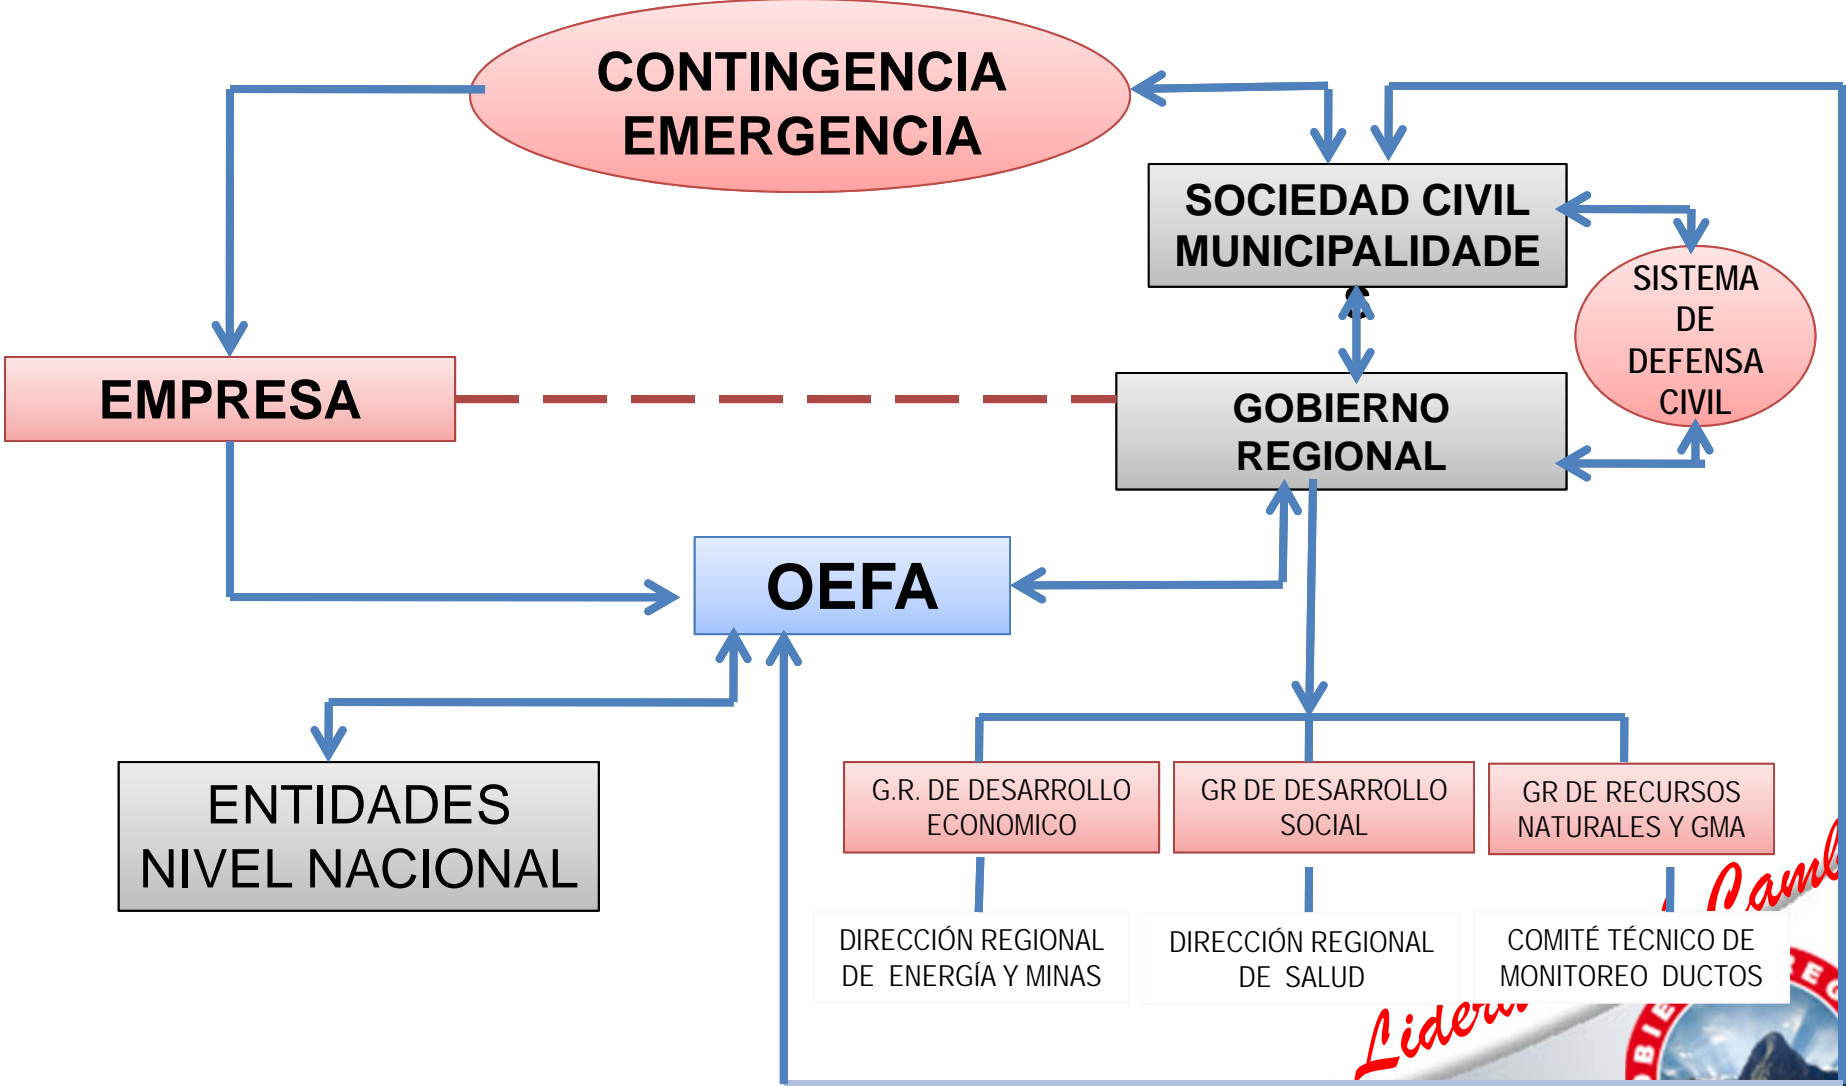 CONTINGENCIA
EMERGENCIA
SOCIEDAD CIVIL
MUNICIPALIDADE
S
SISTEMA
DE
DEFENSA
CIVIL
EMPRESA
GOBIERNO
REGIONAL
OEFA
ENTIDADES
NIVEL NACIONAL
G.R. DE DESARROLLO
ECONOMICO
GR DE DESARROLLO
SOCIAL
GR DE RECURSOS
NATURALES Y GMA
DIRECCIÓN REGIONAL
DE ENERGÍA Y MINAS
DIRECCIÓN REGIONAL
DE SALUD
COMITÉ TÉCNICO DE
MONITOREO DUCTOS